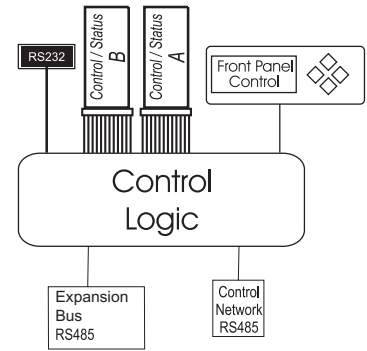 RS232
Control / Status
B
Control / Status
A
Front Panel
Control
Control
Logic
Expansion
Bus
RS485
Control
Network
RS485